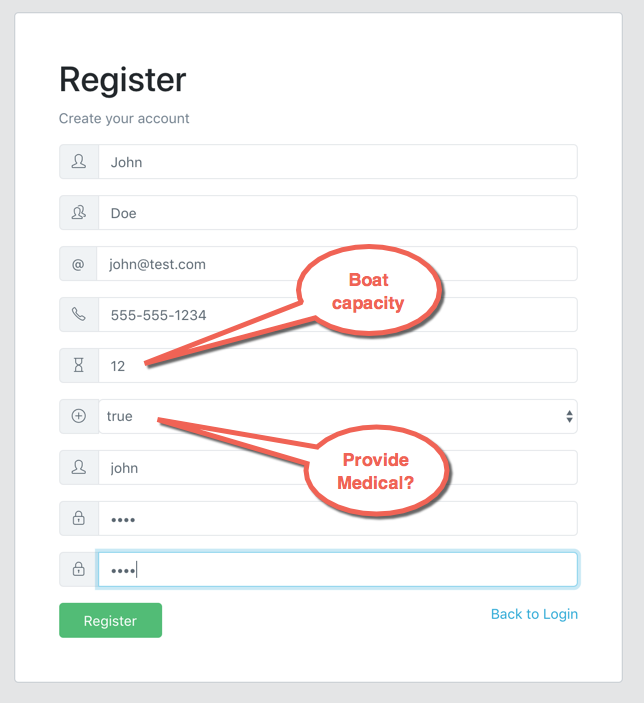 Register
Create your account
John
Doe
@ john@test.com
Boat
capacity
555-555-1234
12
true
Provide
Medical?
john
••••
••••
Register
Back to Login